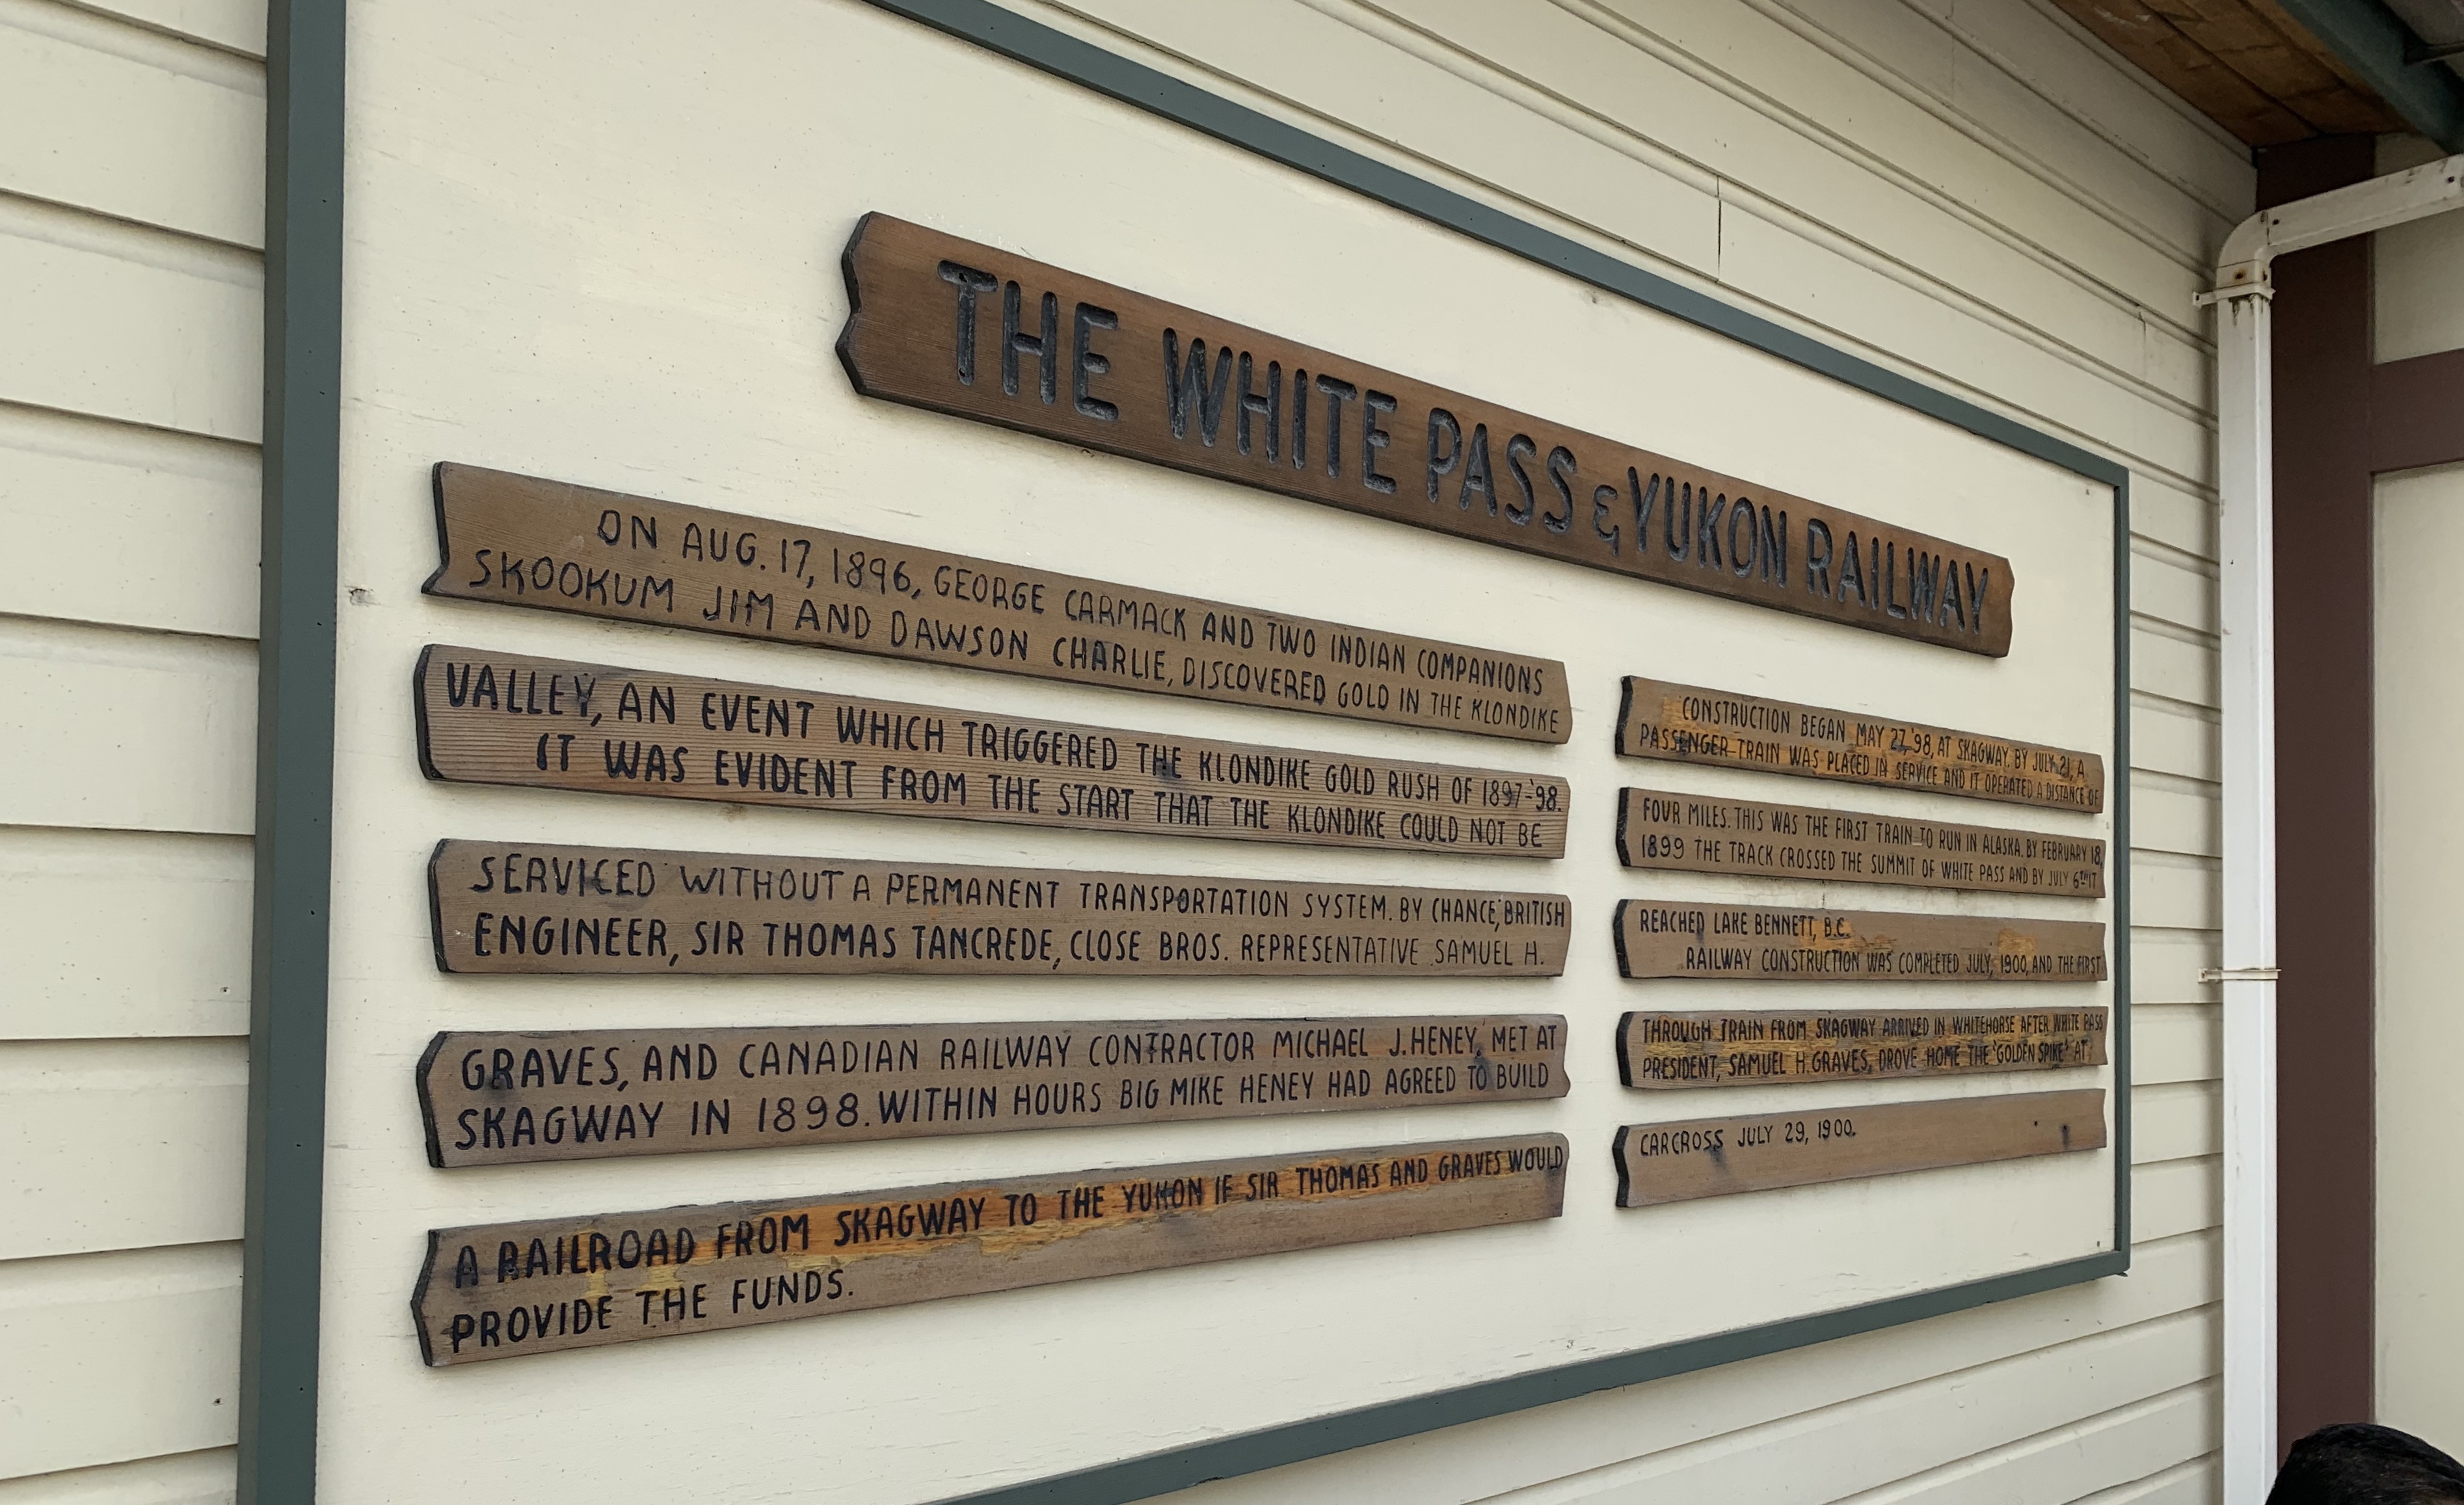 THE WHITE PASS & YUKON RAILWAY
ON AUG. 17, 1896, GEORGE CARMACK AND TWO INDIAN COMPANIONS
SKOOKUM JIM AND DAWSON CHARLIE, DISCOVERED GOLD IN THE KLONDIKE
VALLEY, AN EVENT WHICH TRIGGERED THE KLONDIKE GOLD RUSH OF 1897-'98.
IT WAS EVIDENT FROM THE START THAT THE KLONDIKE COULD NOT BE
SERVICED WITHOUT A PERMANENT TRANSPORTATION SYSTEM. BY CHANCE, BRITISH
ENGINEER, SIR THOMAS TANCREDE, CLOSE BROS. REPRESENTATIVE SAMUEL H.
GRAVES, AND CANADIAN RAILWAY CONTRACTOR MICHAEL J. HENEY, MET AT
SKAGWAY IN 1898. WITHIN HOURS BIG MIKE HENEY HAD AGREED TO BUILD
A RAILROAD FROM SKAGWAY TO THE YUKON IF SIR THOMAS AND GRAVES WOULD
PROVIDE THE FUNDS.
CONSTRUCTION BEGAN MAY 27, '98, AT SKAGWAY. BY JULY 21, A
PASSENGER TRAIN WAS PLACED IN SERVICE AND IT OPERATED A DISTANCE OF
FOUR MILES. THIS WAS THE FIRST TRAIN TO RUN IN ALASKA. BY FEBRUARY 18,
1899 THE TRACK CROSSED THE SUMMIT OF WHITE PASS AND BY JULY 6TH IT
REACHED LAKE BENNETT, B.C.
RAILWAY CONSTRUCTION WAS COMPLETED JULY, 1900, AND THE FIRST
THROUGH TRAIN FROM SKAGWAY ARRIVED IN WHITEHORSE AFTER WHITE PASS
PRESIDENT, SAMUEL H. GRAVES, DROVE HOME THE 'GOLDEN SPIKE' AT
CARCROSS JULY 29, 1900.